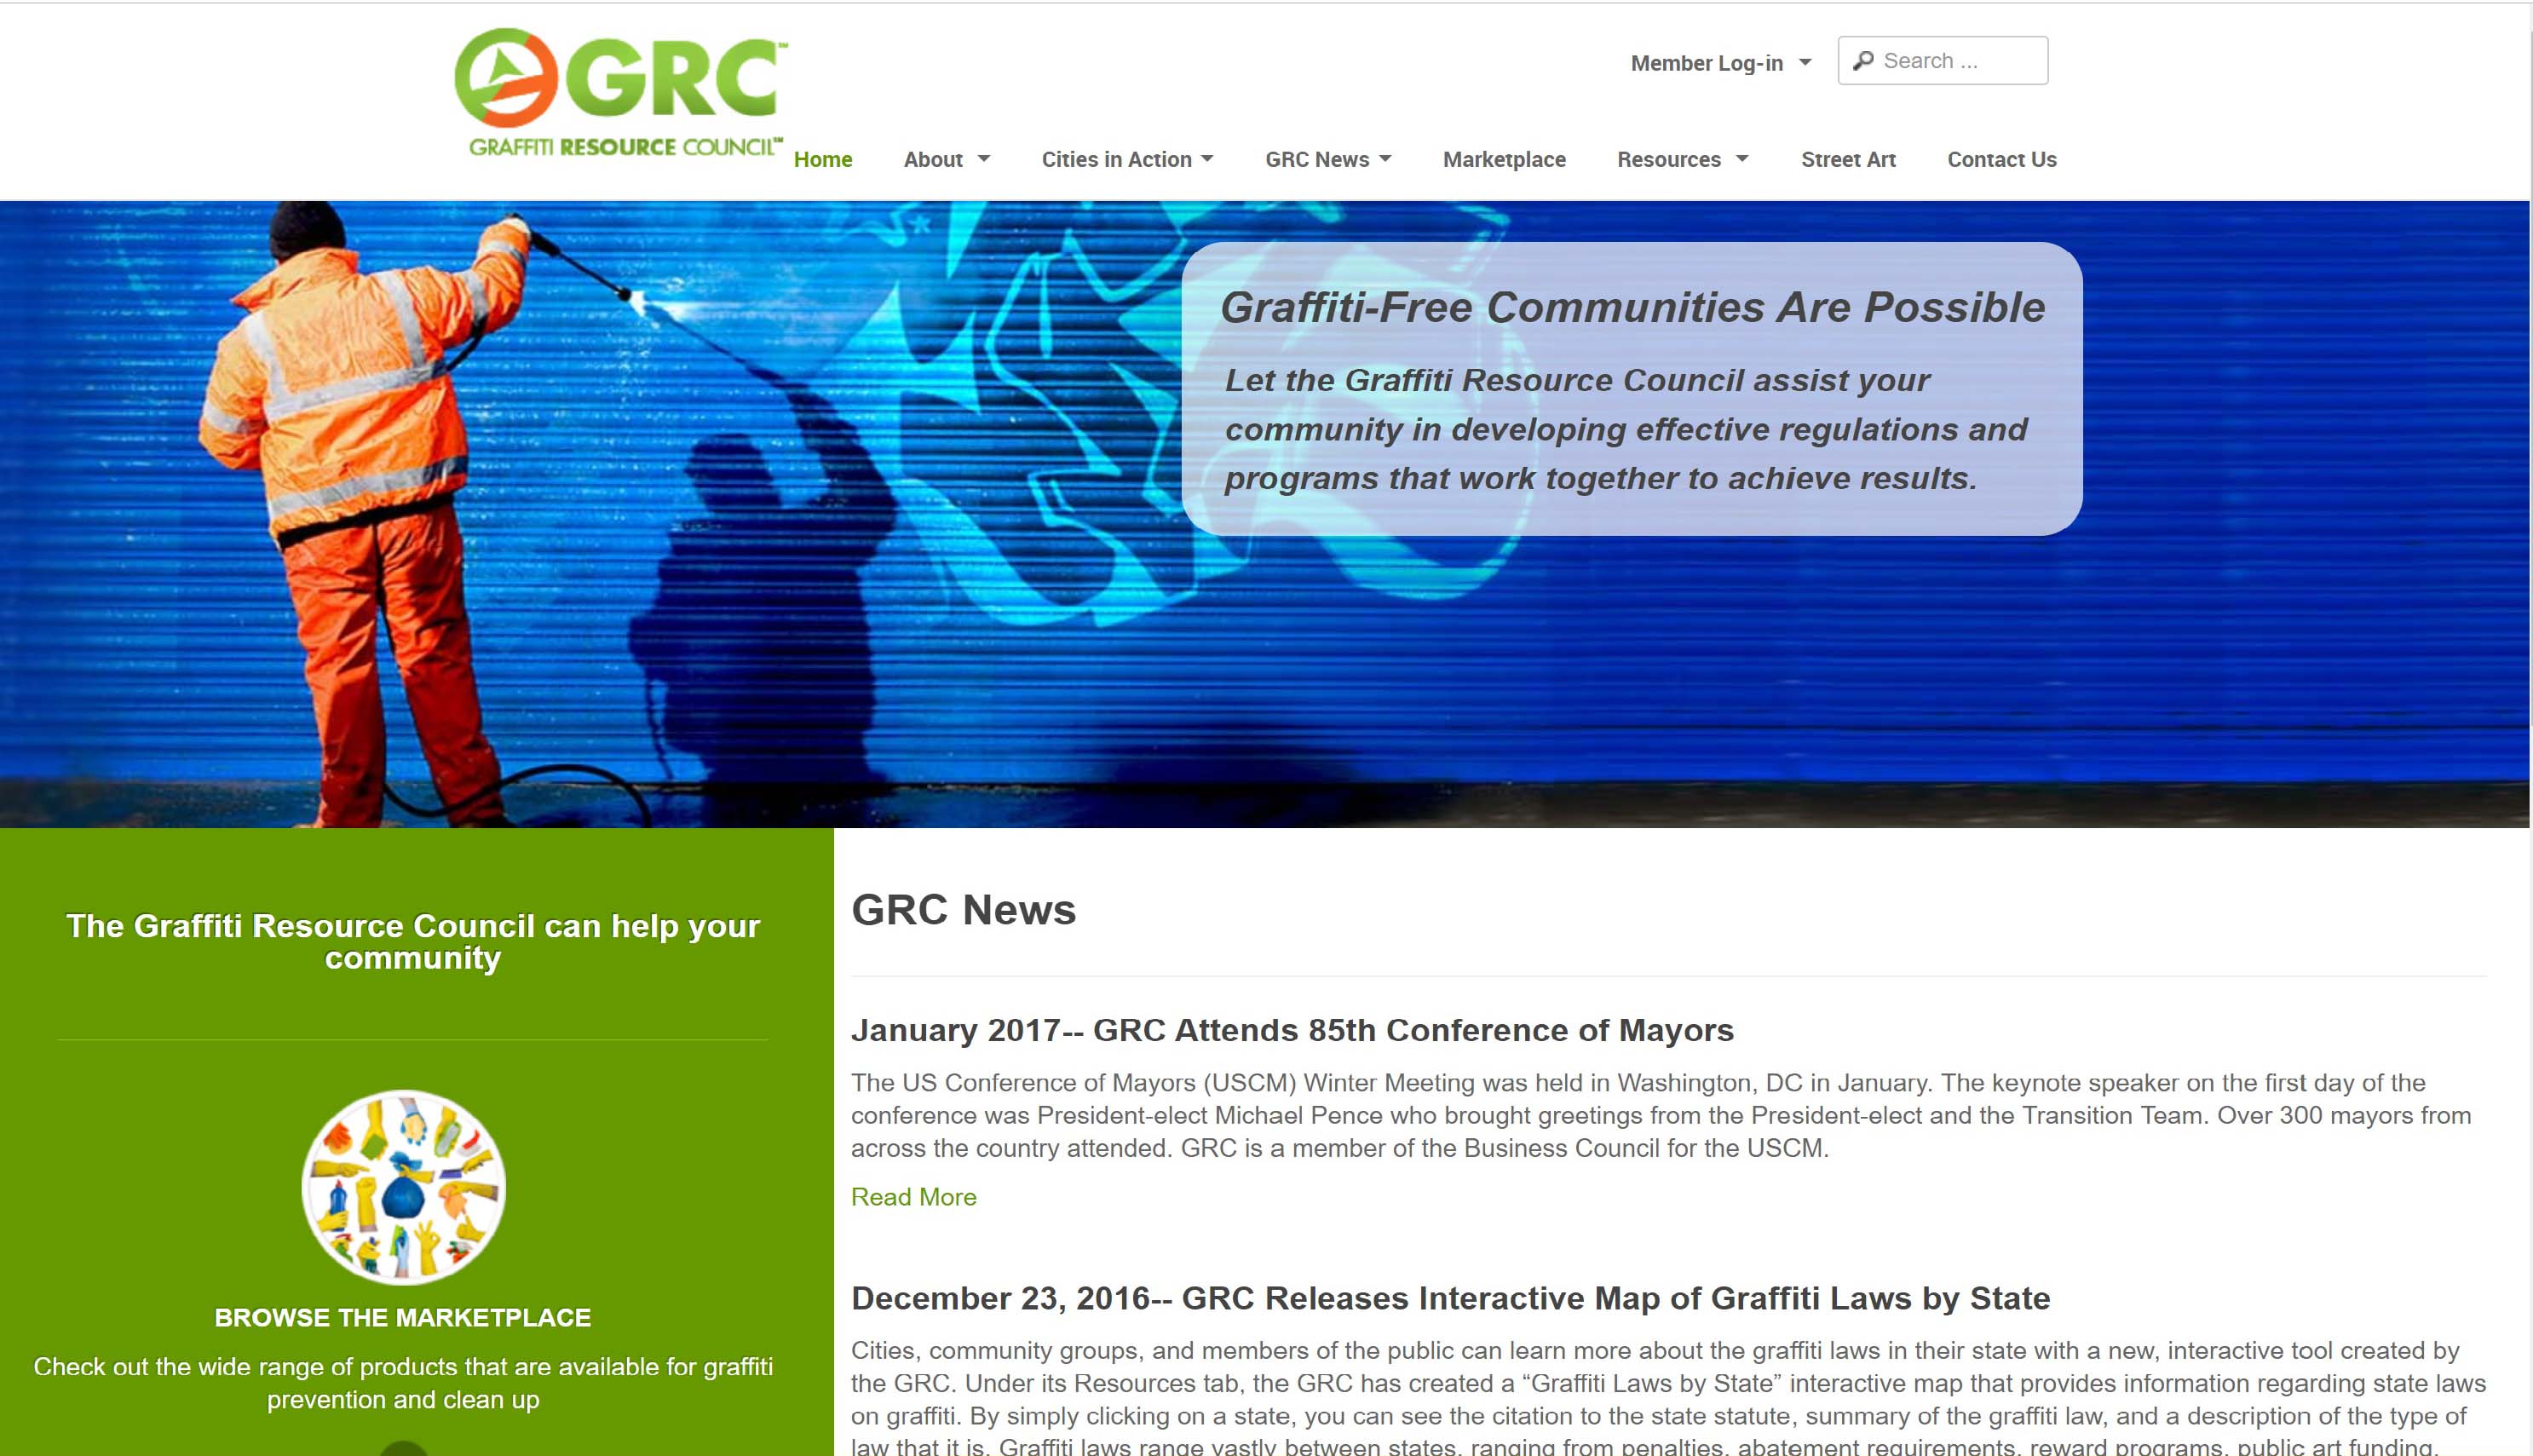 GRC™
GRAFFITI RESOURCE COUNCIL™
Member Log-in
Search ...
Home
About
Cities in Action
GRC News
Marketplace
Resources
Street Art
Contact Us
Graffiti-Free Communities Are Possible
Let the Graffiti Resource Council assist your
community in developing effective regulations and
programs that work together to achieve results.
The Graffiti Resource Council can help your
community
BROWSE THE MARKETPLACE
Check out the wide range of products that are available for graffiti
prevention and clean up
GRC News
January 2017-- GRC Attends 85th Conference of Mayors
The US Conference of Mayors (USCM) Winter Meeting was held in Washington, DC in January. The keynote speaker on the first day of the
conference was President-elect Michael Pence who brought greetings from the President-elect and the Transition Team. Over 300 mayors from
across the country attended. GRC is a member of the Business Council for the USCM.
Read More
December 23, 2016-- GRC Releases Interactive Map of Graffiti Laws by State
Cities, community groups, and members of the public can learn more about the graffiti laws in their state with a new, interactive tool created by
the GRC. Under its Resources tab, the GRC has created a “Graffiti Laws by State” interactive map that provides information regarding state laws
on graffiti. By simply clicking on a state, you can see the citation to the state statute, summary of the graffiti law, and a description of the type of
law that it is. Graffiti laws range vastly between states, ranging from penalties, abatement requirements, reward programs, public art funding,